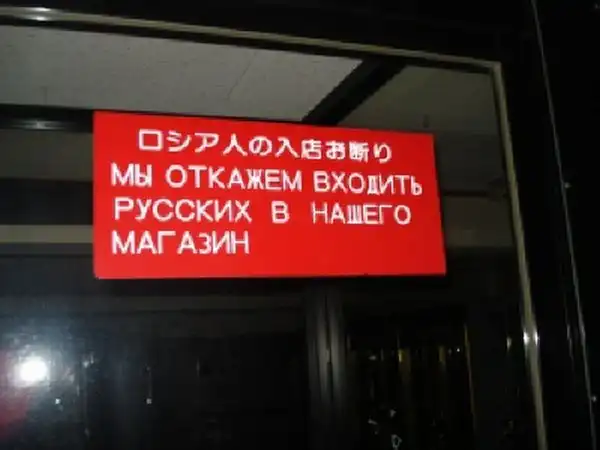 ロシア人の入店お断り
МЫ ОТКАЖЕМ ВХОДИТЬ
РУССКИХ В НАШЕГО
МАГАЗИН